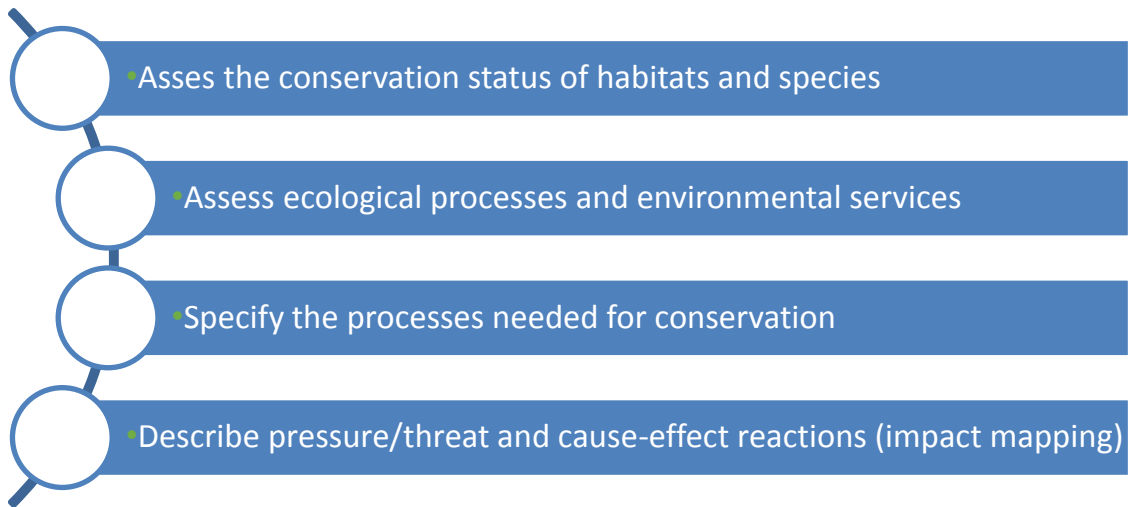 •Asses the conservation status of habitats and species
•Assess ecological processes and environmental services
•Specify the processes needed for conservation
•Describe pressure/threat and cause-effect reactions (impact mapping)